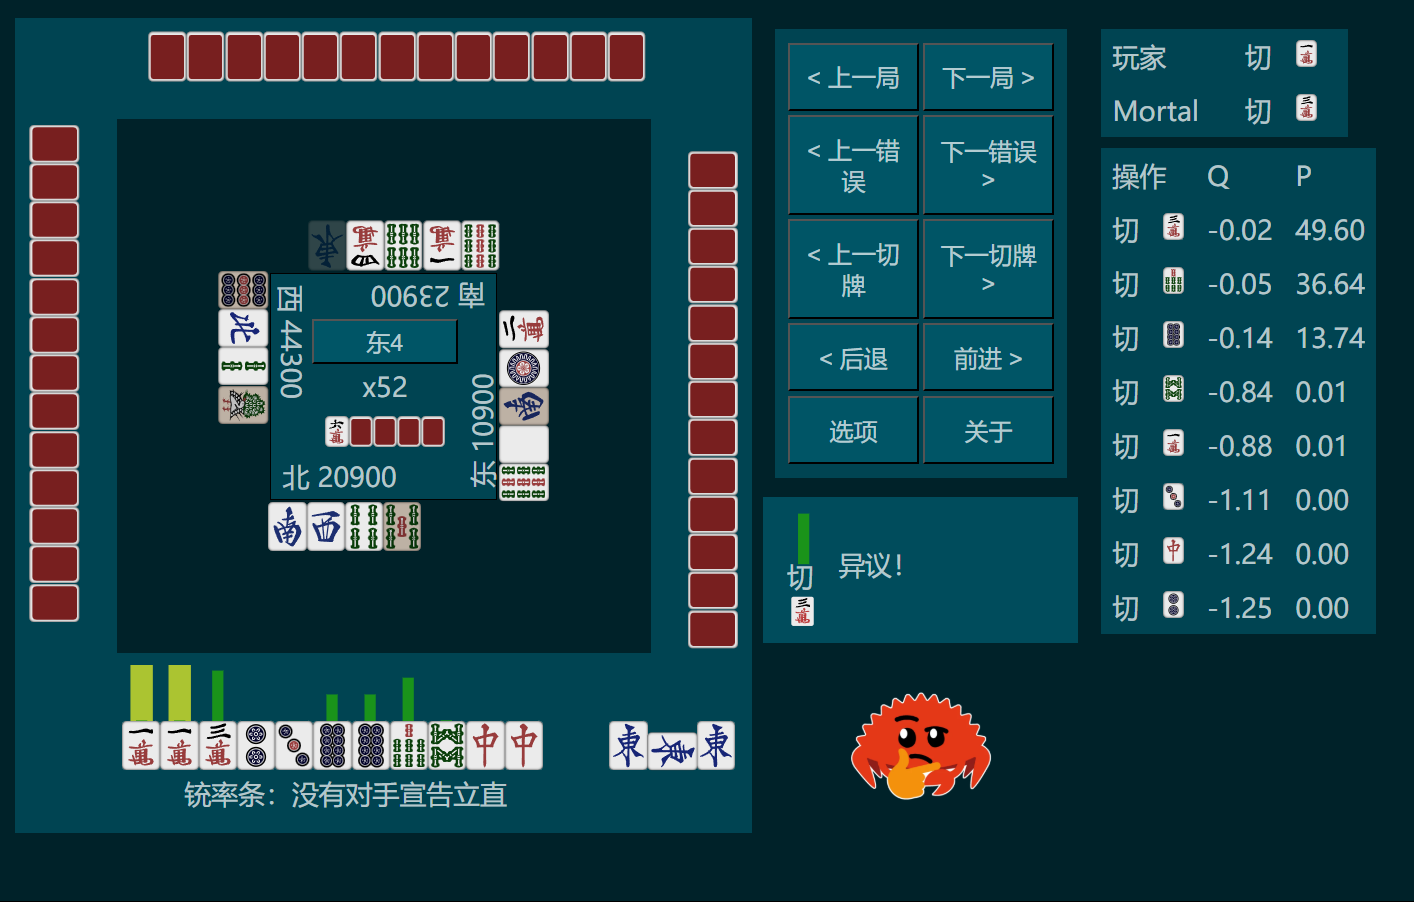 南 23900
西 44300
东4
x52
东 10900
北 20900
铳率条：没有对手宣告立直
< 上一局
下一局 >
< 上一错
误
下一错误
>
< 上一切
牌
下一切牌
>
< 后退
前进 >
选项
关于
切
异议！
玩家 切
Mortal 切
操作 Q P
切 -0.02 49.60
切 -0.05 36.64
切 -0.14 13.74
切 -0.84 0.01
切 -0.88 0.01
切 -1.11 0.00
切 -1.24 0.00
切 -1.25 0.00